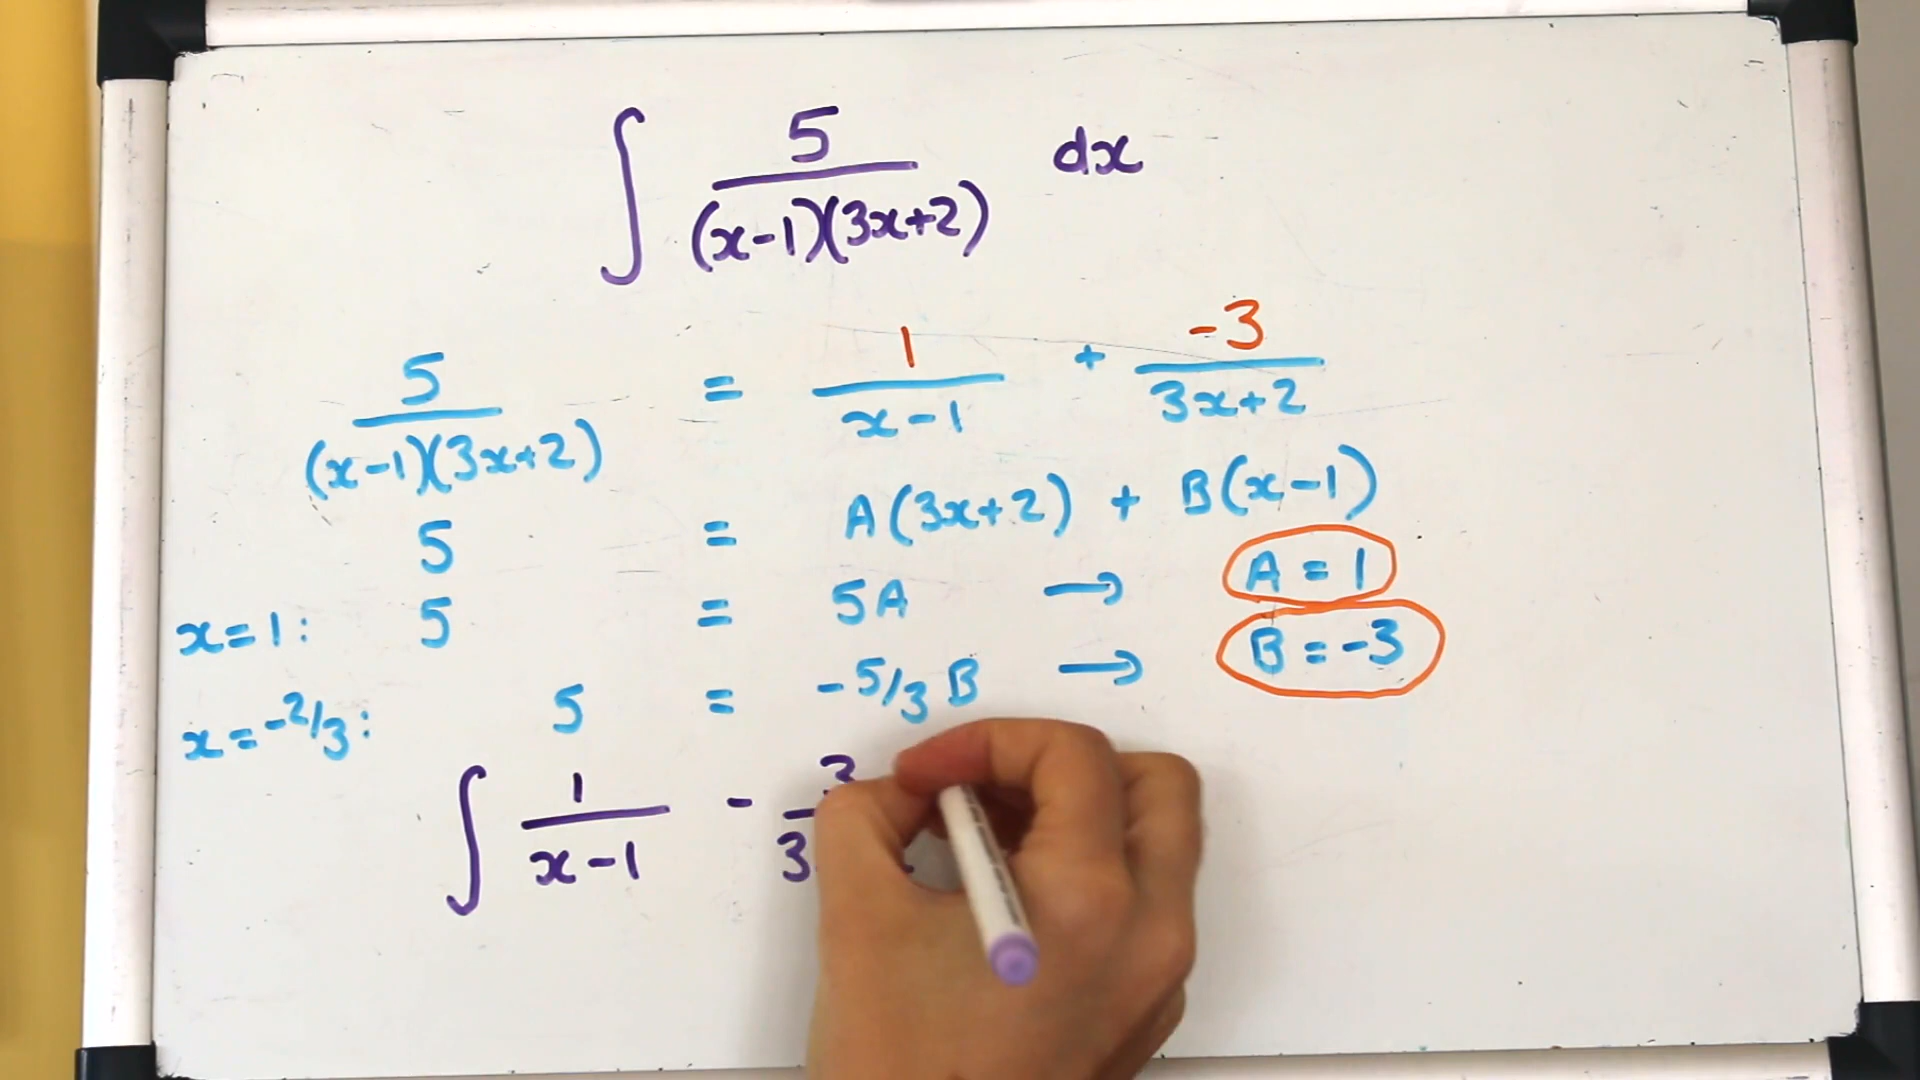 ∫ 5/((x-1)(3x+2)) dx
5/((x-1)(3x+2)) = 1/(x-1) + -3/(3x+2)
5 = A(3x+2) + B(x-1)
x=1: 5 = 5A → A = 1
x=-2/3: 5 = -5/3 B → B = -3
∫ 1/(x-1) - 3/3